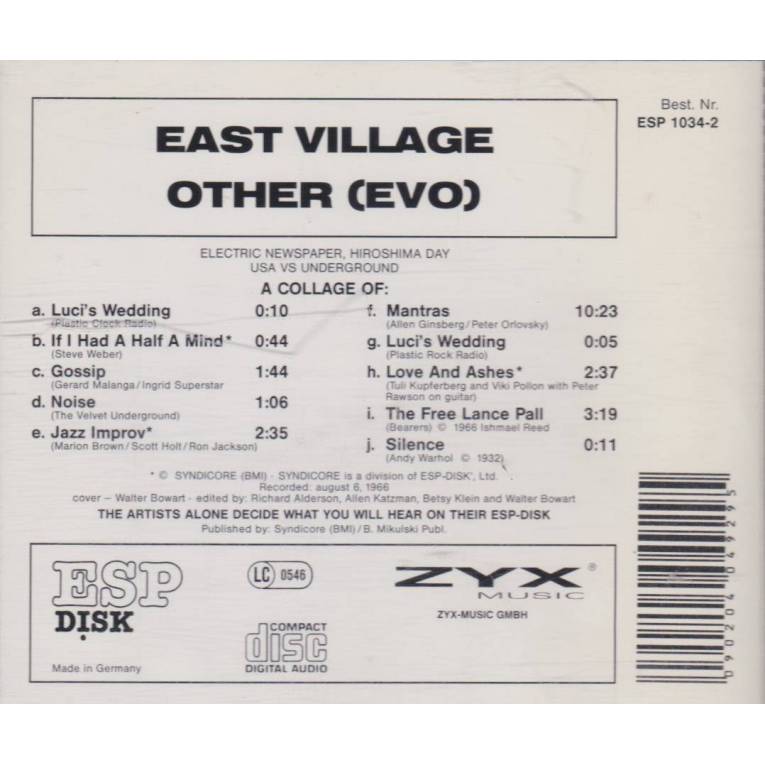 EAST VILLAGE
OTHER (EVO)
Best. Nr.
ESP 1034-2
ELECTRIC NEWSPAPER, HIROSHIMA DAY
USA VS UNDERGROUND
A COLLAGE OF:
a. Luci's Wedding 0:10
(Plastic Clock Radio)
b. If I Had A Half A Mind* 0:44
(Steve Weber)
c. Gossip 1:44
(Gerard Malanga/Ingrid Superstar
d. Noise 1:06
(The Velvet Underground)
e. Jazz Improv* 2:35
(Marion Brown/Scott Holt/Ron Jackson)
f. Mantras 10:23
(Allen Ginsberg/Peter Orlovsky)
g. Luci's Wedding 0:05
(Plastic Rock Radio)
h. Love And Ashes* 2:37
(Tuli Kupferberg and Viki Pollon with Peter
Rawson on guitar)
i. The Free Lance Pall 3:19
(Bearers) © 1966 Ishmael Reed
j. Silence 0:11
(Andy Warhol © 1932)
* © SYNDICORE (BMI) - SYNDICORE is a division of ESP-DISK', Ltd.
Recorded: august 6, 1966
cover – Walter Bowart - edited by: Richard Alderson, Allen Katzman, Betsy Klein and Walter Bowart
THE ARTISTS ALONE DECIDE WHAT YOU WILL HEAR ON THEIR ESP-DISK
Published by: Syndicore (BMI)/B. Mikulski Publ.
ESP
DISK
LC 0546
ZYX®
MUSIC
ZYX-MUSIC GMBH
COMPACT
disc
DIGITAL AUDIO
Made in Germany
090204049295